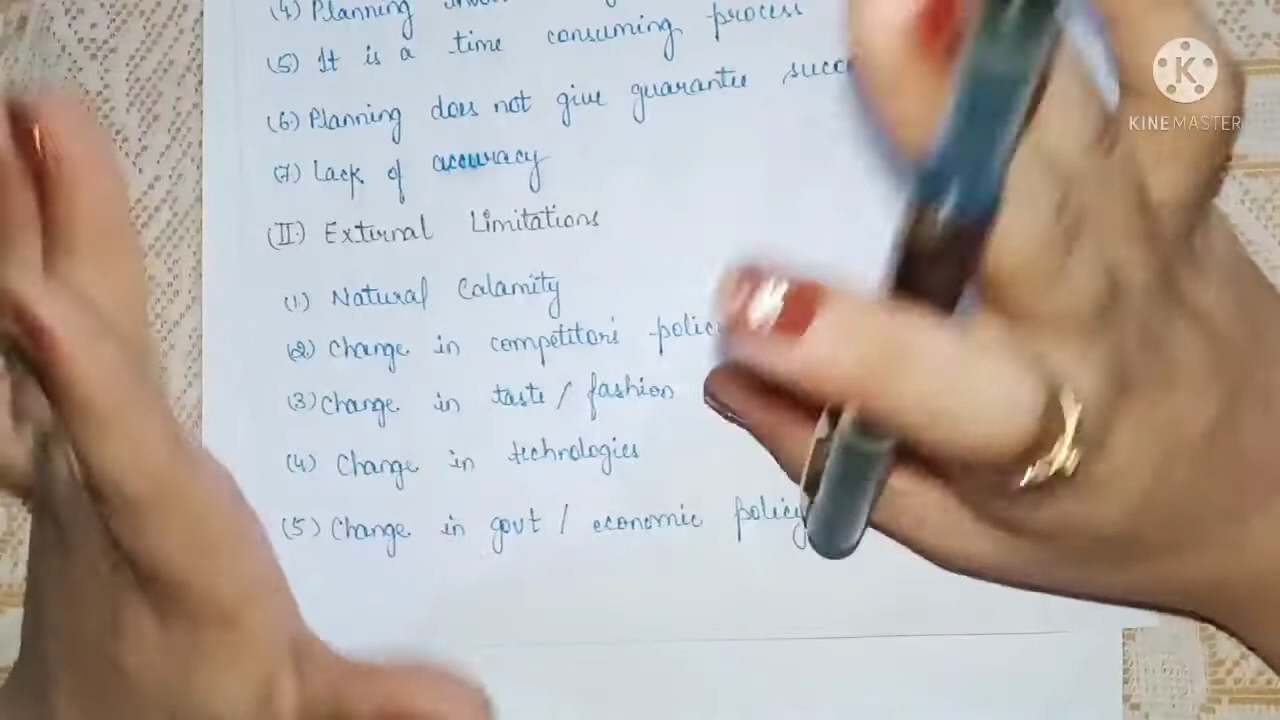 (4) Planning
(5) It is a time consuming process
(6) Planning does not give guarantee
(7) Lack of accuracy
(II) External Limitations
(1) Natural Calamity
(2) Change in competitors
(3) Change in taste / fashion
(4) Change in technologies
(5) Change in govt / economic policy
K
KINEMASTER